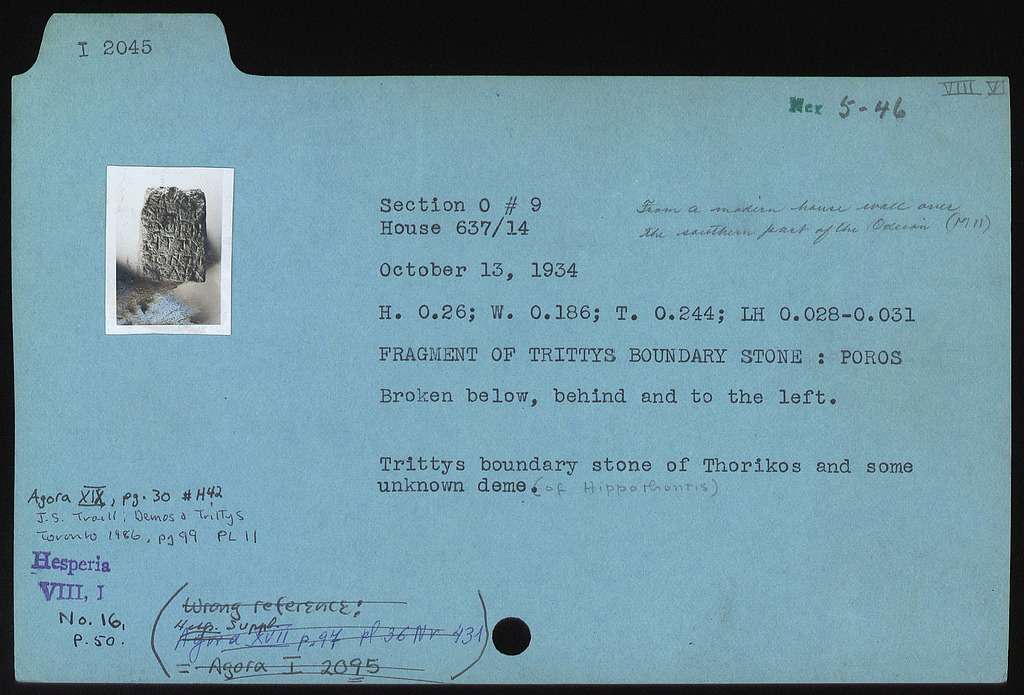 I 2045
VIII VI
Mer 5-46
Section O # 9
House 637/14
From a modern house wall over
the southern part of the Odeion (M 11)
October 13, 1934
H. 0.26; W. 0.186; T. 0.244; LH 0.028-0.031
FRAGMENT OF TRITTYS BOUNDARY STONE : POROS
Broken below, behind and to the left.
Trittys boundary stone of Thorikos and some
unknown deme. (of Hippothontis)
Agora XIX, pg. 30 #H42
J.S. Traill, Demos & Trittys
Toronto 1986, pg 99 PL 11
Hesperia
VIII, I
No. 16,
P. 50.
(Wrong reference:
Suppl.
Agora XVII p. 97 pl 36 Nr 431)
= Agora I 2095